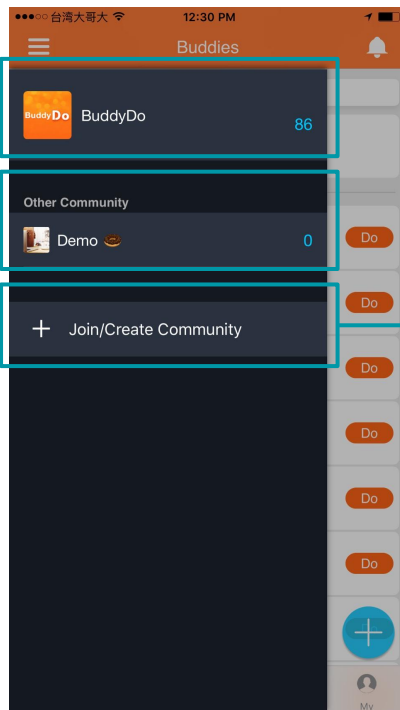 台湾大哥大 12:30 PM
Buddies
BuddyDo BuddyDo 86
Other Community
Demo 0
Do
+ Join/Create Community
Do
Do
Do
Do
Do
My